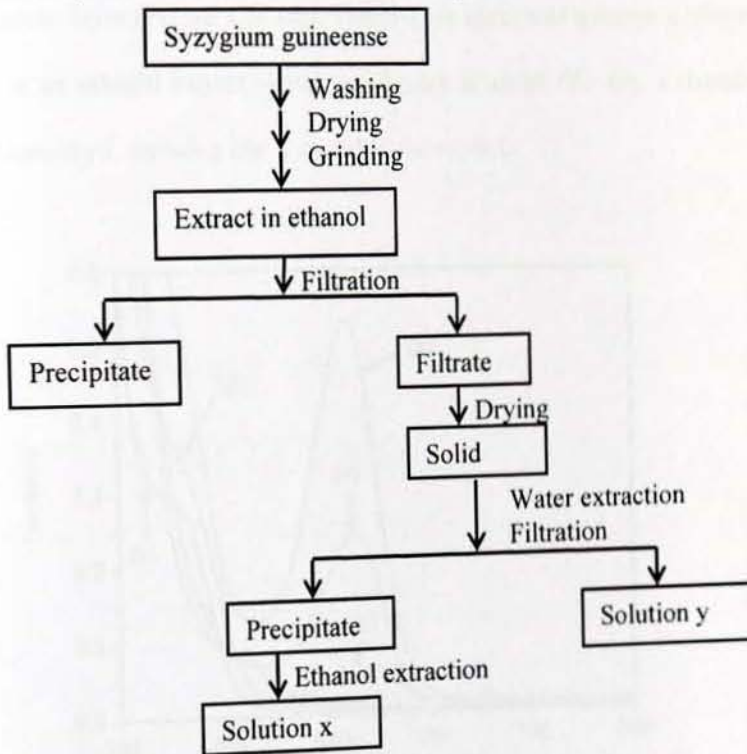 Syzygium guineense
Washing
Drying
Grinding
Extract in ethanol
Filtration
Precipitate
Filtrate
Drying
Solid
Water extraction
Filtration
Precipitate
Solution y
Ethanol extraction
Solution x